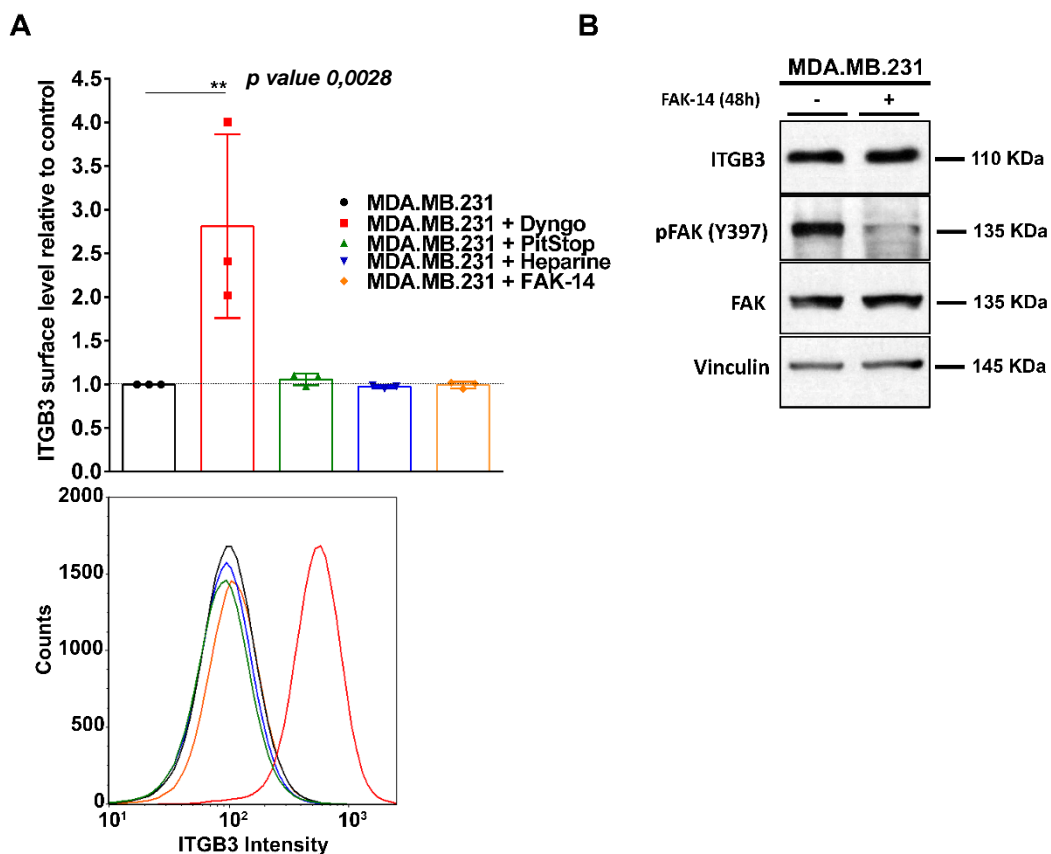 A
ITGB3 surface level relative to control
4.5
4.0
3.5
3.0
2.5
2.0
1.5
1.0
0.5
0.0
**
p value 0,0028
MDA.MB.231
MDA.MB.231 + Dyngo
MDA.MB.231 + PitStop
MDA.MB.231 + Heparine
MDA.MB.231 + FAK-14
Counts
2000
1500
1000
500
0
10¹
10²
10³
ITGB3 Intensity
B
MDA.MB.231
FAK-14 (48h) - +
ITGB3 110 KDa
pFAK (Y397) 135 KDa
FAK 135 KDa
Vinculin 145 KDa